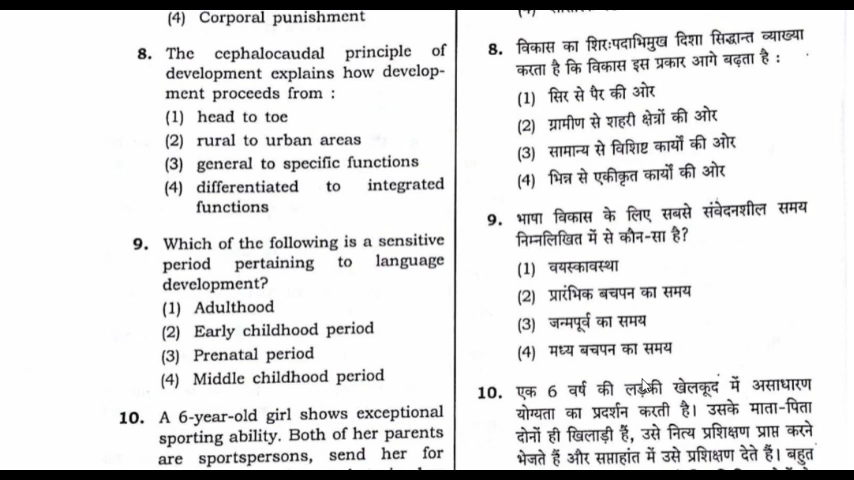 (4) Corporal punishment
8. The cephalocaudal principle of
development explains how develop-
ment proceeds from :
(1) head to toe
(2) rural to urban areas
(3) general to specific functions
(4) differentiated to integrated
functions
9. Which of the following is a sensitive
period pertaining to language
development?
(1) Adulthood
(2) Early childhood period
(3) Prenatal period
(4) Middle childhood period
10. A 6-year-old girl shows exceptional
sporting ability. Both of her parents
are sportspersons, send her for
8. विकास का शिरःपदाभिमुख दिशा सिद्धान्त व्याख्या
करता है कि विकास इस प्रकार आगे बढ़ता है :
(1) सिर से पैर की ओर
(2) ग्रामीण से शहरी क्षेत्रों की ओर
(3) सामान्य से विशिष्ट कार्यों की ओर
(4) भिन्न से एकीकृत कार्यों की ओर
9. भाषा विकास के लिए सबसे संवेदनशील समय
निम्नलिखित में से कौन-सा है?
(1) वयस्कावस्था
(2) प्रारंभिक बचपन का समय
(3) जन्मपूर्व का समय
(4) मध्य बचपन का समय
10. एक 6 वर्ष की लड़की खेलकूद में असाधारण
योग्यता का प्रदर्शन करती है। उसके माता-पिता
दोनों ही खिलाड़ी हैं, उसे नित्य प्रशिक्षण प्राप्त करने
भेजते हैं और सप्ताहांत में उसे प्रशिक्षण देते हैं। बहुत